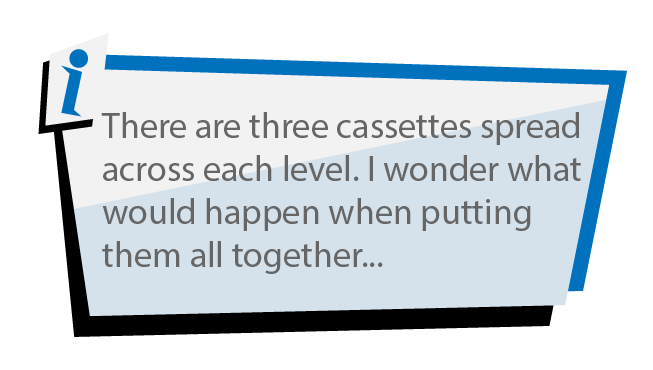 There are three cassettes spread
across each level. I wonder what
would happen when putting
them all together...